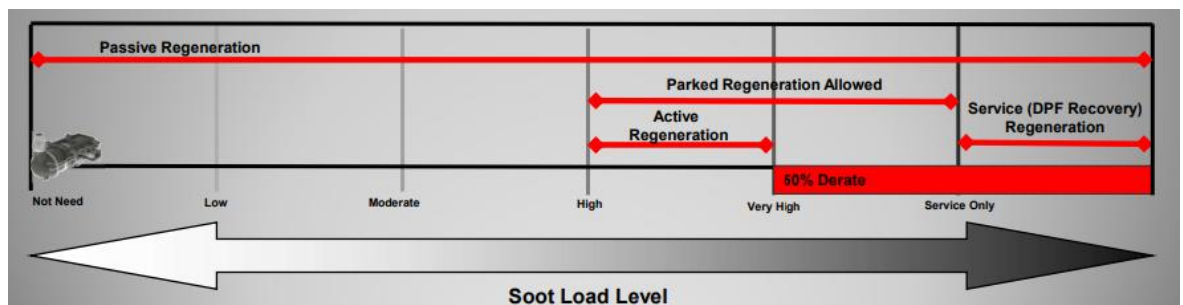 Passive Regeneration
Parked Regeneration Allowed
Active
Regeneration
Service (DPF Recovery)
Regeneration
50% Derate
Not Need
Low
Moderate
High
Very High
Service Only
Soot Load Level